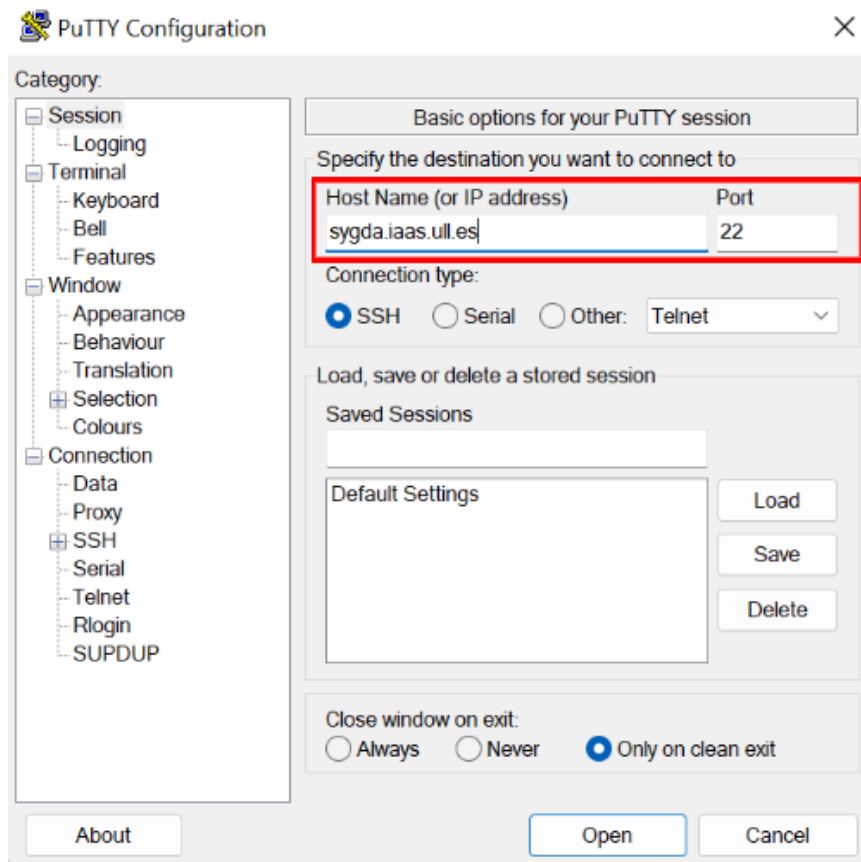 PuTTY Configuration
Category:
Session
Logging
Terminal
Keyboard
Bell
Features
Window
Appearance
Behaviour
Translation
Selection
Colours
Connection
Data
Proxy
SSH
Serial
Telnet
Rlogin
SUPDUP
Basic options for your PuTTY session
Specify the destination you want to connect to
Host Name (or IP address) Port
sygda.iaas.ull.es 22
Connection type:
SSH Serial Other: Telnet
Load, save or delete a stored session
Saved Sessions
Default Settings
Load
Save
Delete
Close window on exit:
Always Never Only on clean exit
About Open Cancel